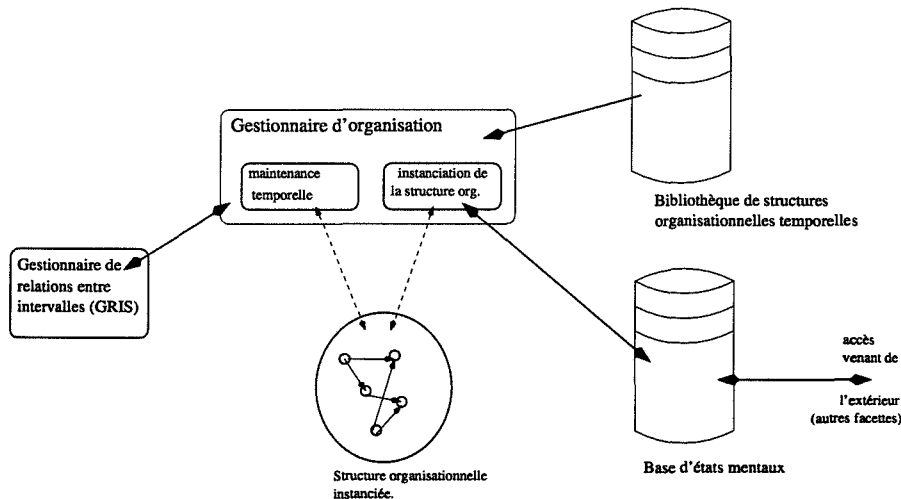 Gestionnaire d'organisation
maintenance
temporelle
instanciation de
la structure org.
Bibliothèque de structures
organisationnelles temporelles
Gestionnaire de
relations entre
intervalles (GRIS)
accès
venant de
l'extérieur
(autres facettes)
Structure organisationnelle
instanciée.
Base d'états mentaux